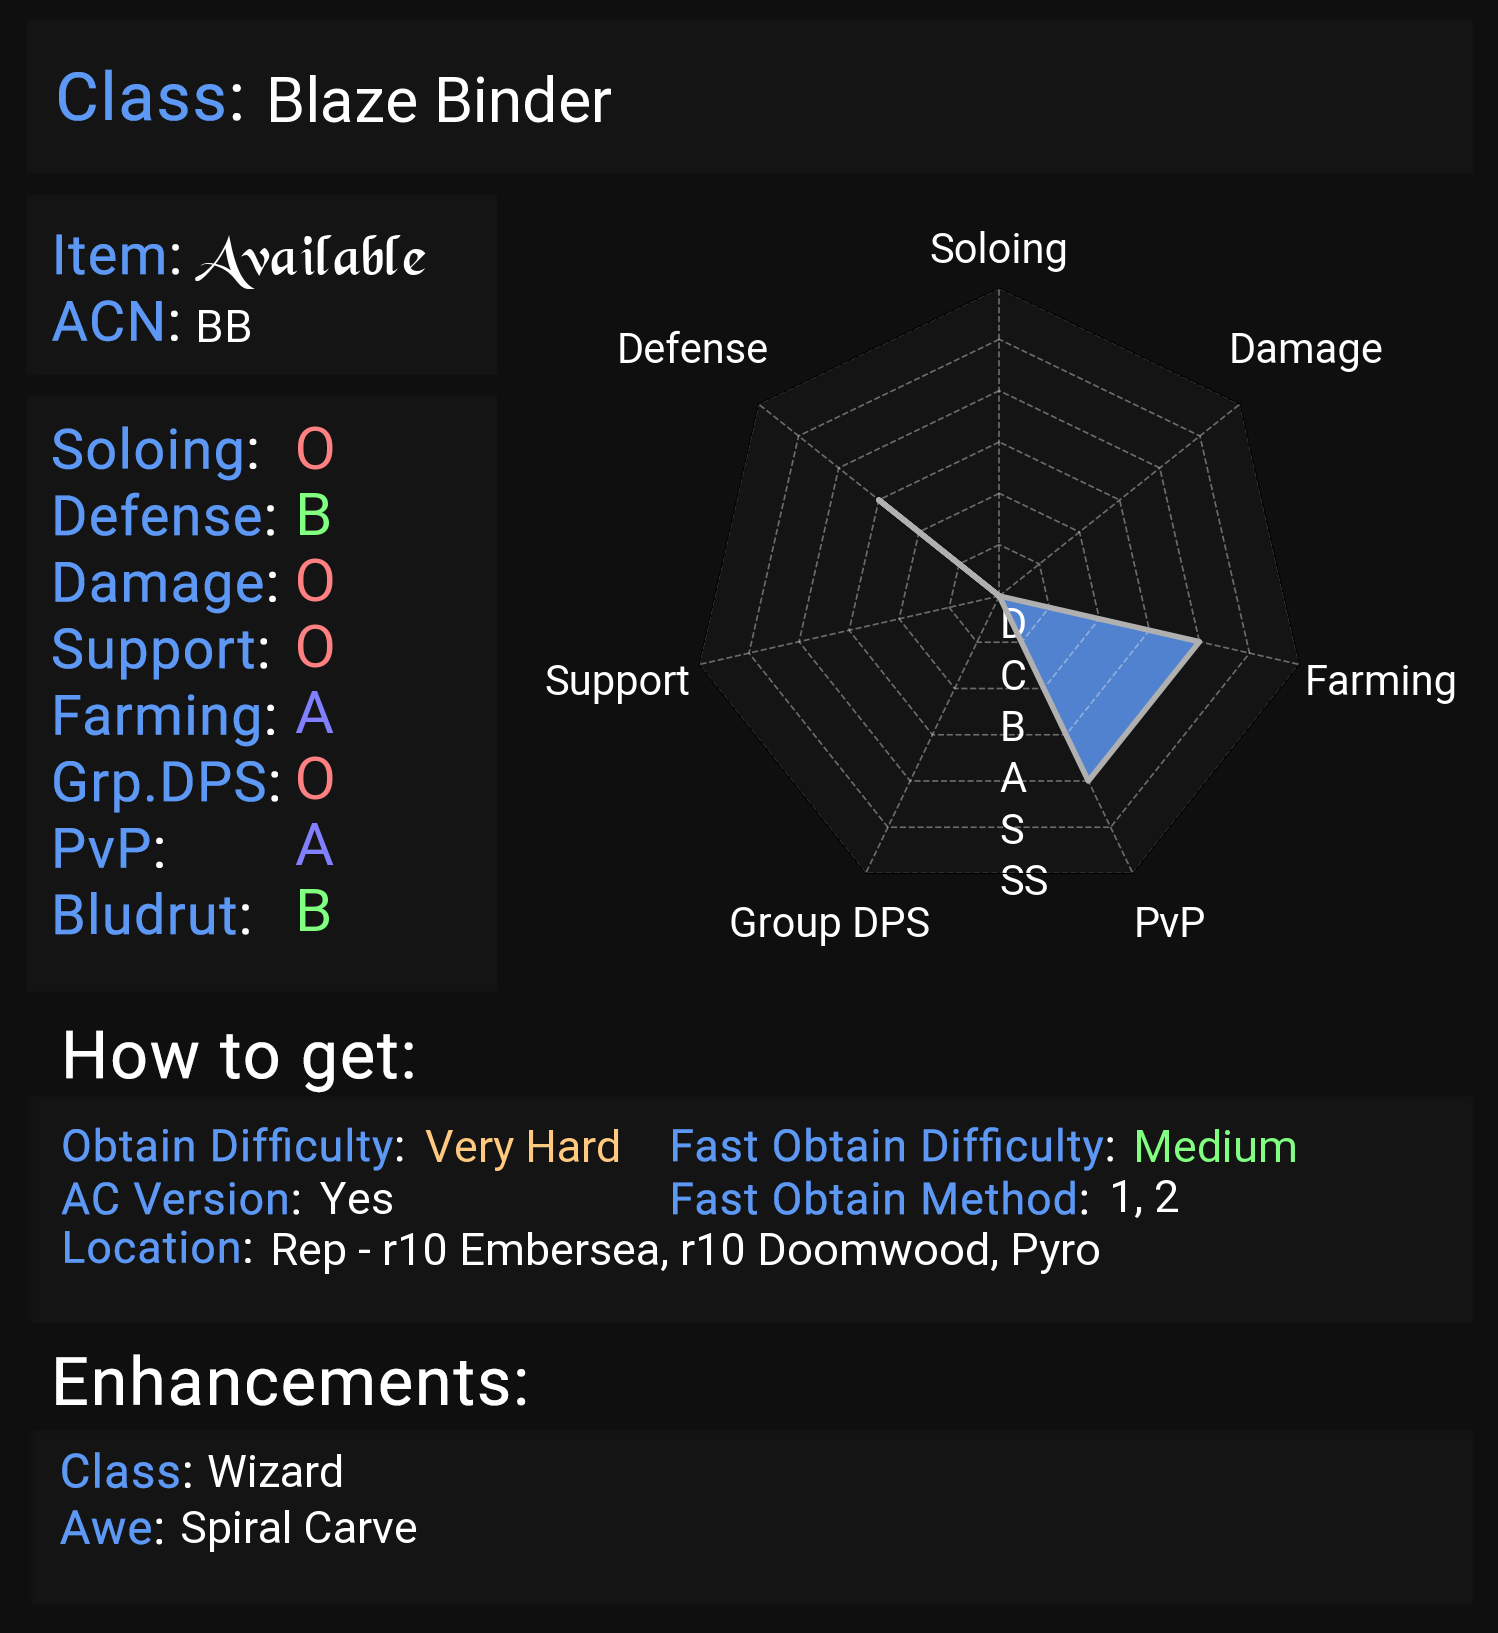 Class: Blaze Binder
Item: Available
ACN: BB
Soloing: O
Defense: B
Damage: O
Support: O
Farming: A
Grp.DPS: O
PvP: A
Bludrut: B
Soloing
Defense
Damage
Support
Farming
D
C
B
A
S
SS
Group DPS
PvP
How to get:
Obtain Difficulty: Very Hard
Fast Obtain Difficulty: Medium
AC Version: Yes
Fast Obtain Method: 1, 2
Location: Rep - r10 Embersea, r10 Doomwood, Pyro
Enhancements:
Class: Wizard
Awe: Spiral Carve